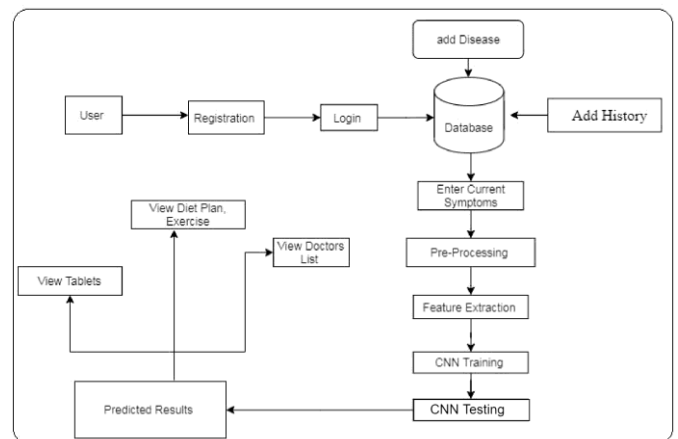 add Disease
User
Registration
Login
Database
Add History
Enter Current
Symptoms
View Diet Plan,
Exercise
View Doctors
List
Pre-Processing
View Tablets
Feature Extraction
CNN Training
Predicted Results
CNN Testing